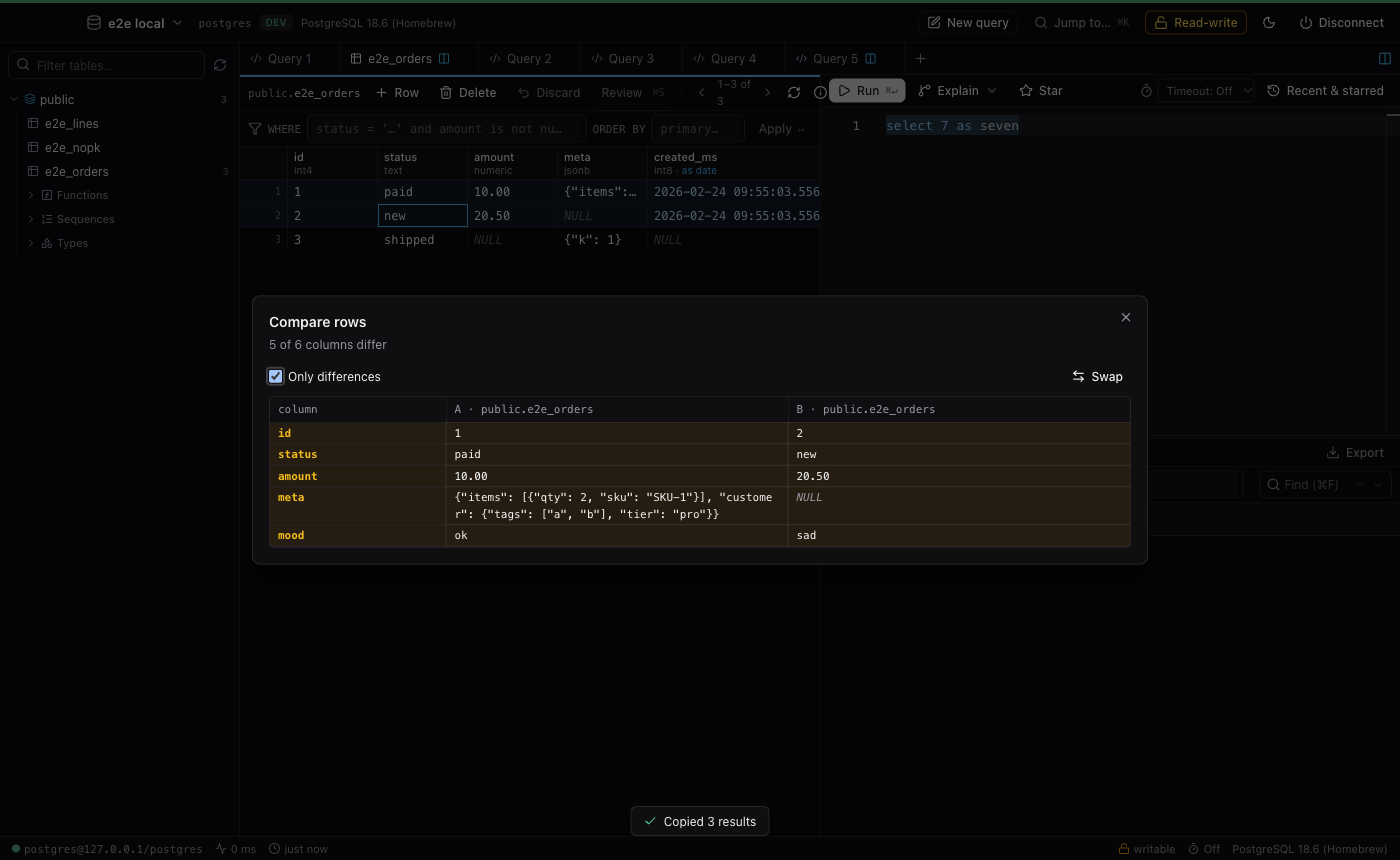 e2e local postgres DEV PostgreSQL 18.6 (Homebrew) New query Jump to... ⌘K Read-write Disconnect
Filter tables...
Query 1 e2e_orders Query 2 Query 3 Query 4 Query 5
public 3
e2e_lines
e2e_nopk
e2e_orders 3
Functions
Sequences
Types
public.e2e_orders Row Delete Discard Review ⌘S 1–3 of 3
WHERE status = '…' and amount is not nu… ORDER BY primary… Apply
id status amount meta created_ms
int4 text numeric jsonb int8 · as date
1 1 paid 10.00 {"items":… 2026-02-24 09:55:03.556
2 2 new 20.50 NULL 2026-02-24 09:55:03.556
3 3 shipped NULL {"k": 1} NULL
Run ⌘↵ Explain Star Timeout: Off Recent & starred
1 select 7 as seven
Export
Find (⌘F)
Compare rows
5 of 6 columns differ
Only differences Swap
column A · public.e2e_orders B · public.e2e_orders
id 1 2
status paid new
amount 10.00 20.50
meta {"items": [{"qty": 2, "sku": "SKU-1"}], "custome NULL
r": {"tags": ["a", "b"], "tier": "pro"}}
mood ok sad
Copied 3 results
postgres@127.0.0.1/postgres 0 ms just now writable Off PostgreSQL 18.6 (Homebrew)